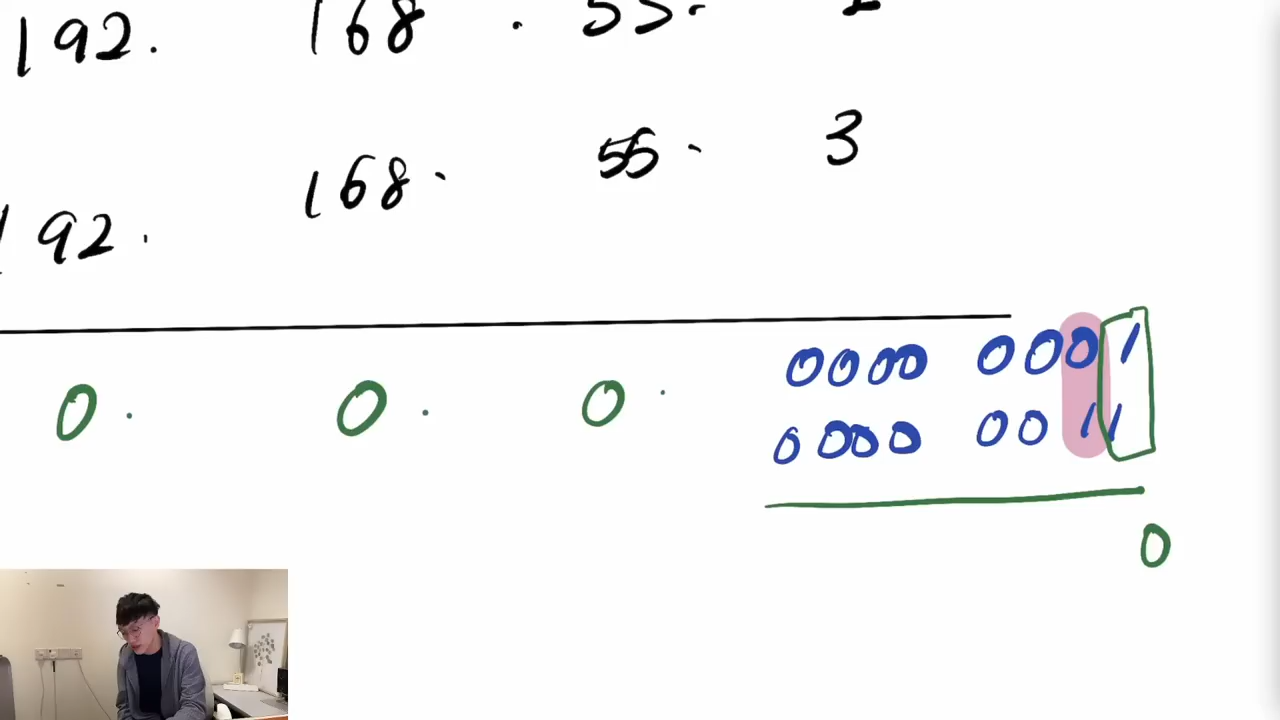 192. 168 . 55.
192. 168. 55. 3
0000 0001
0. 0. 0.
0000 0011
0